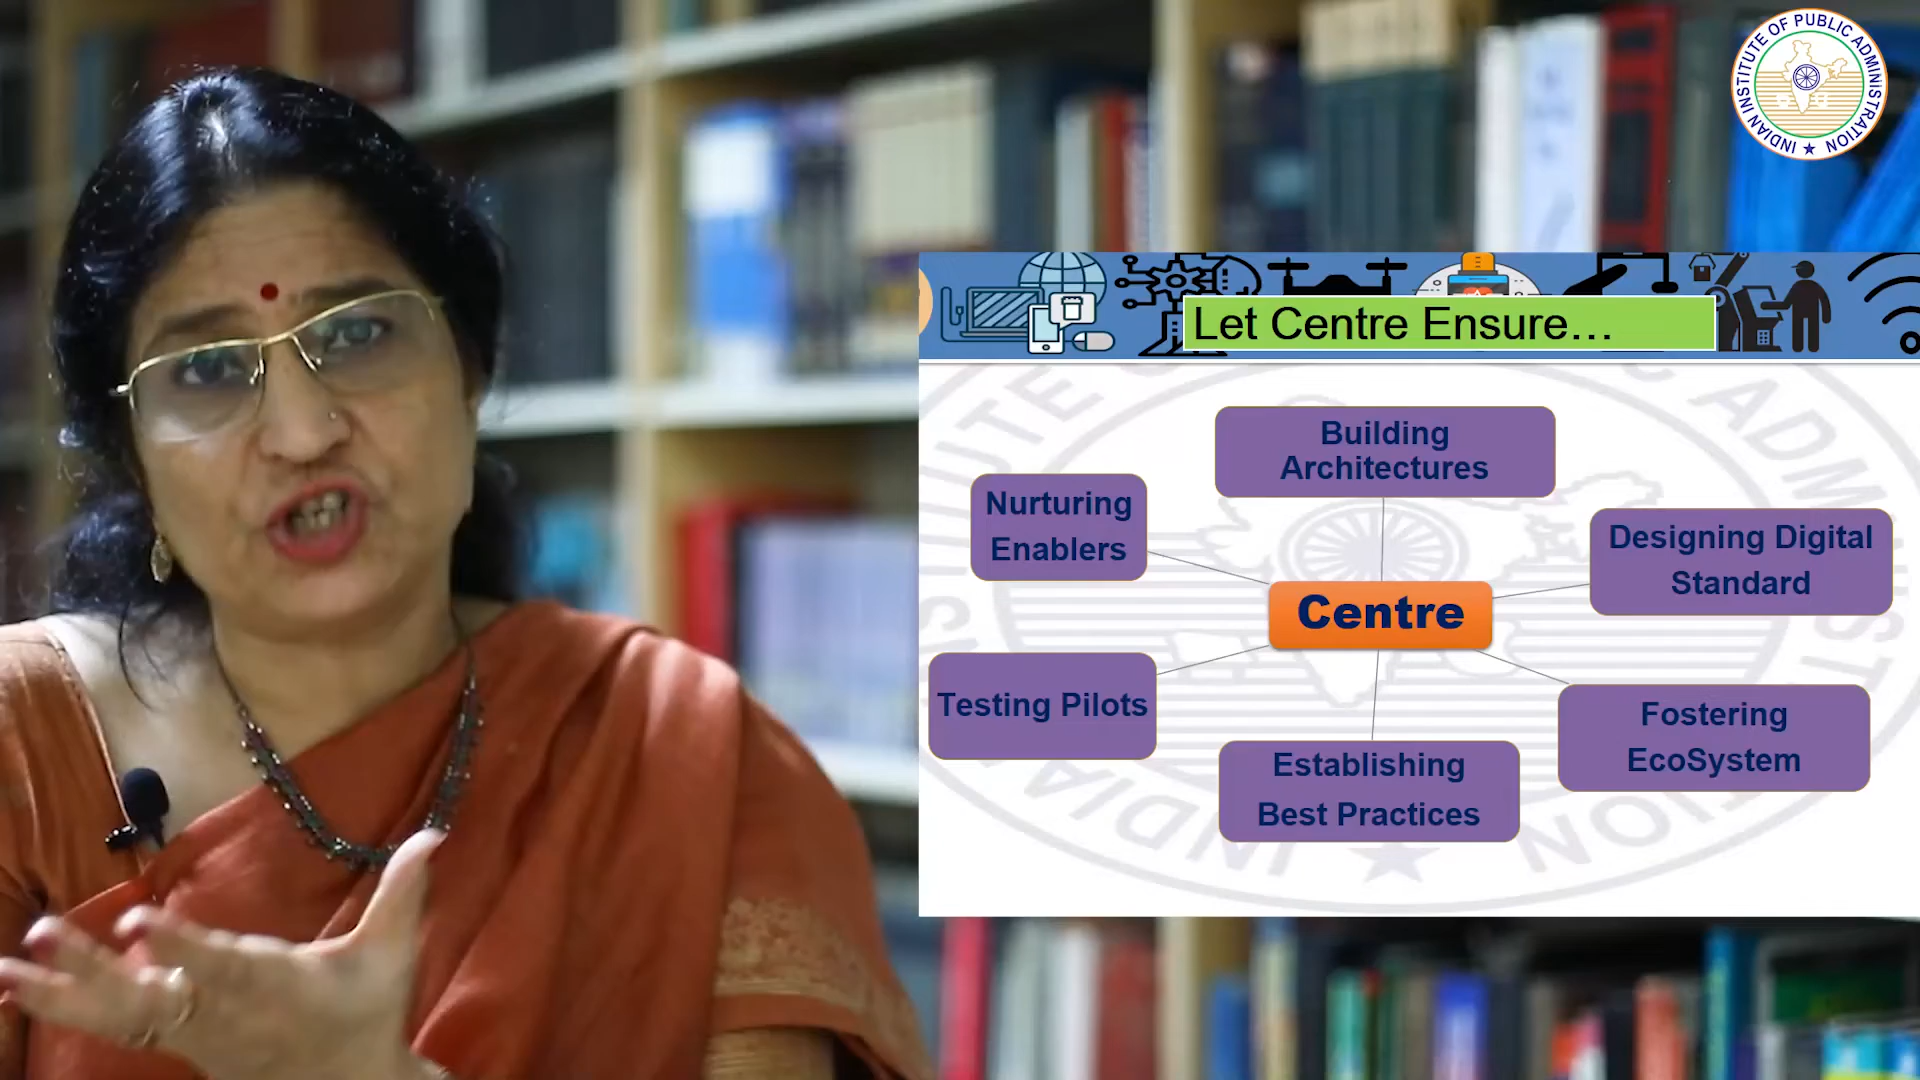 INDIAN INSTITUTE OF PUBLIC ADMINISTRATION
Let Centre Ensure...
Building
Architectures
Nurturing
Enablers
Designing Digital
Standard
Centre
Testing Pilots
Fostering
EcoSystem
Establishing
Best Practices